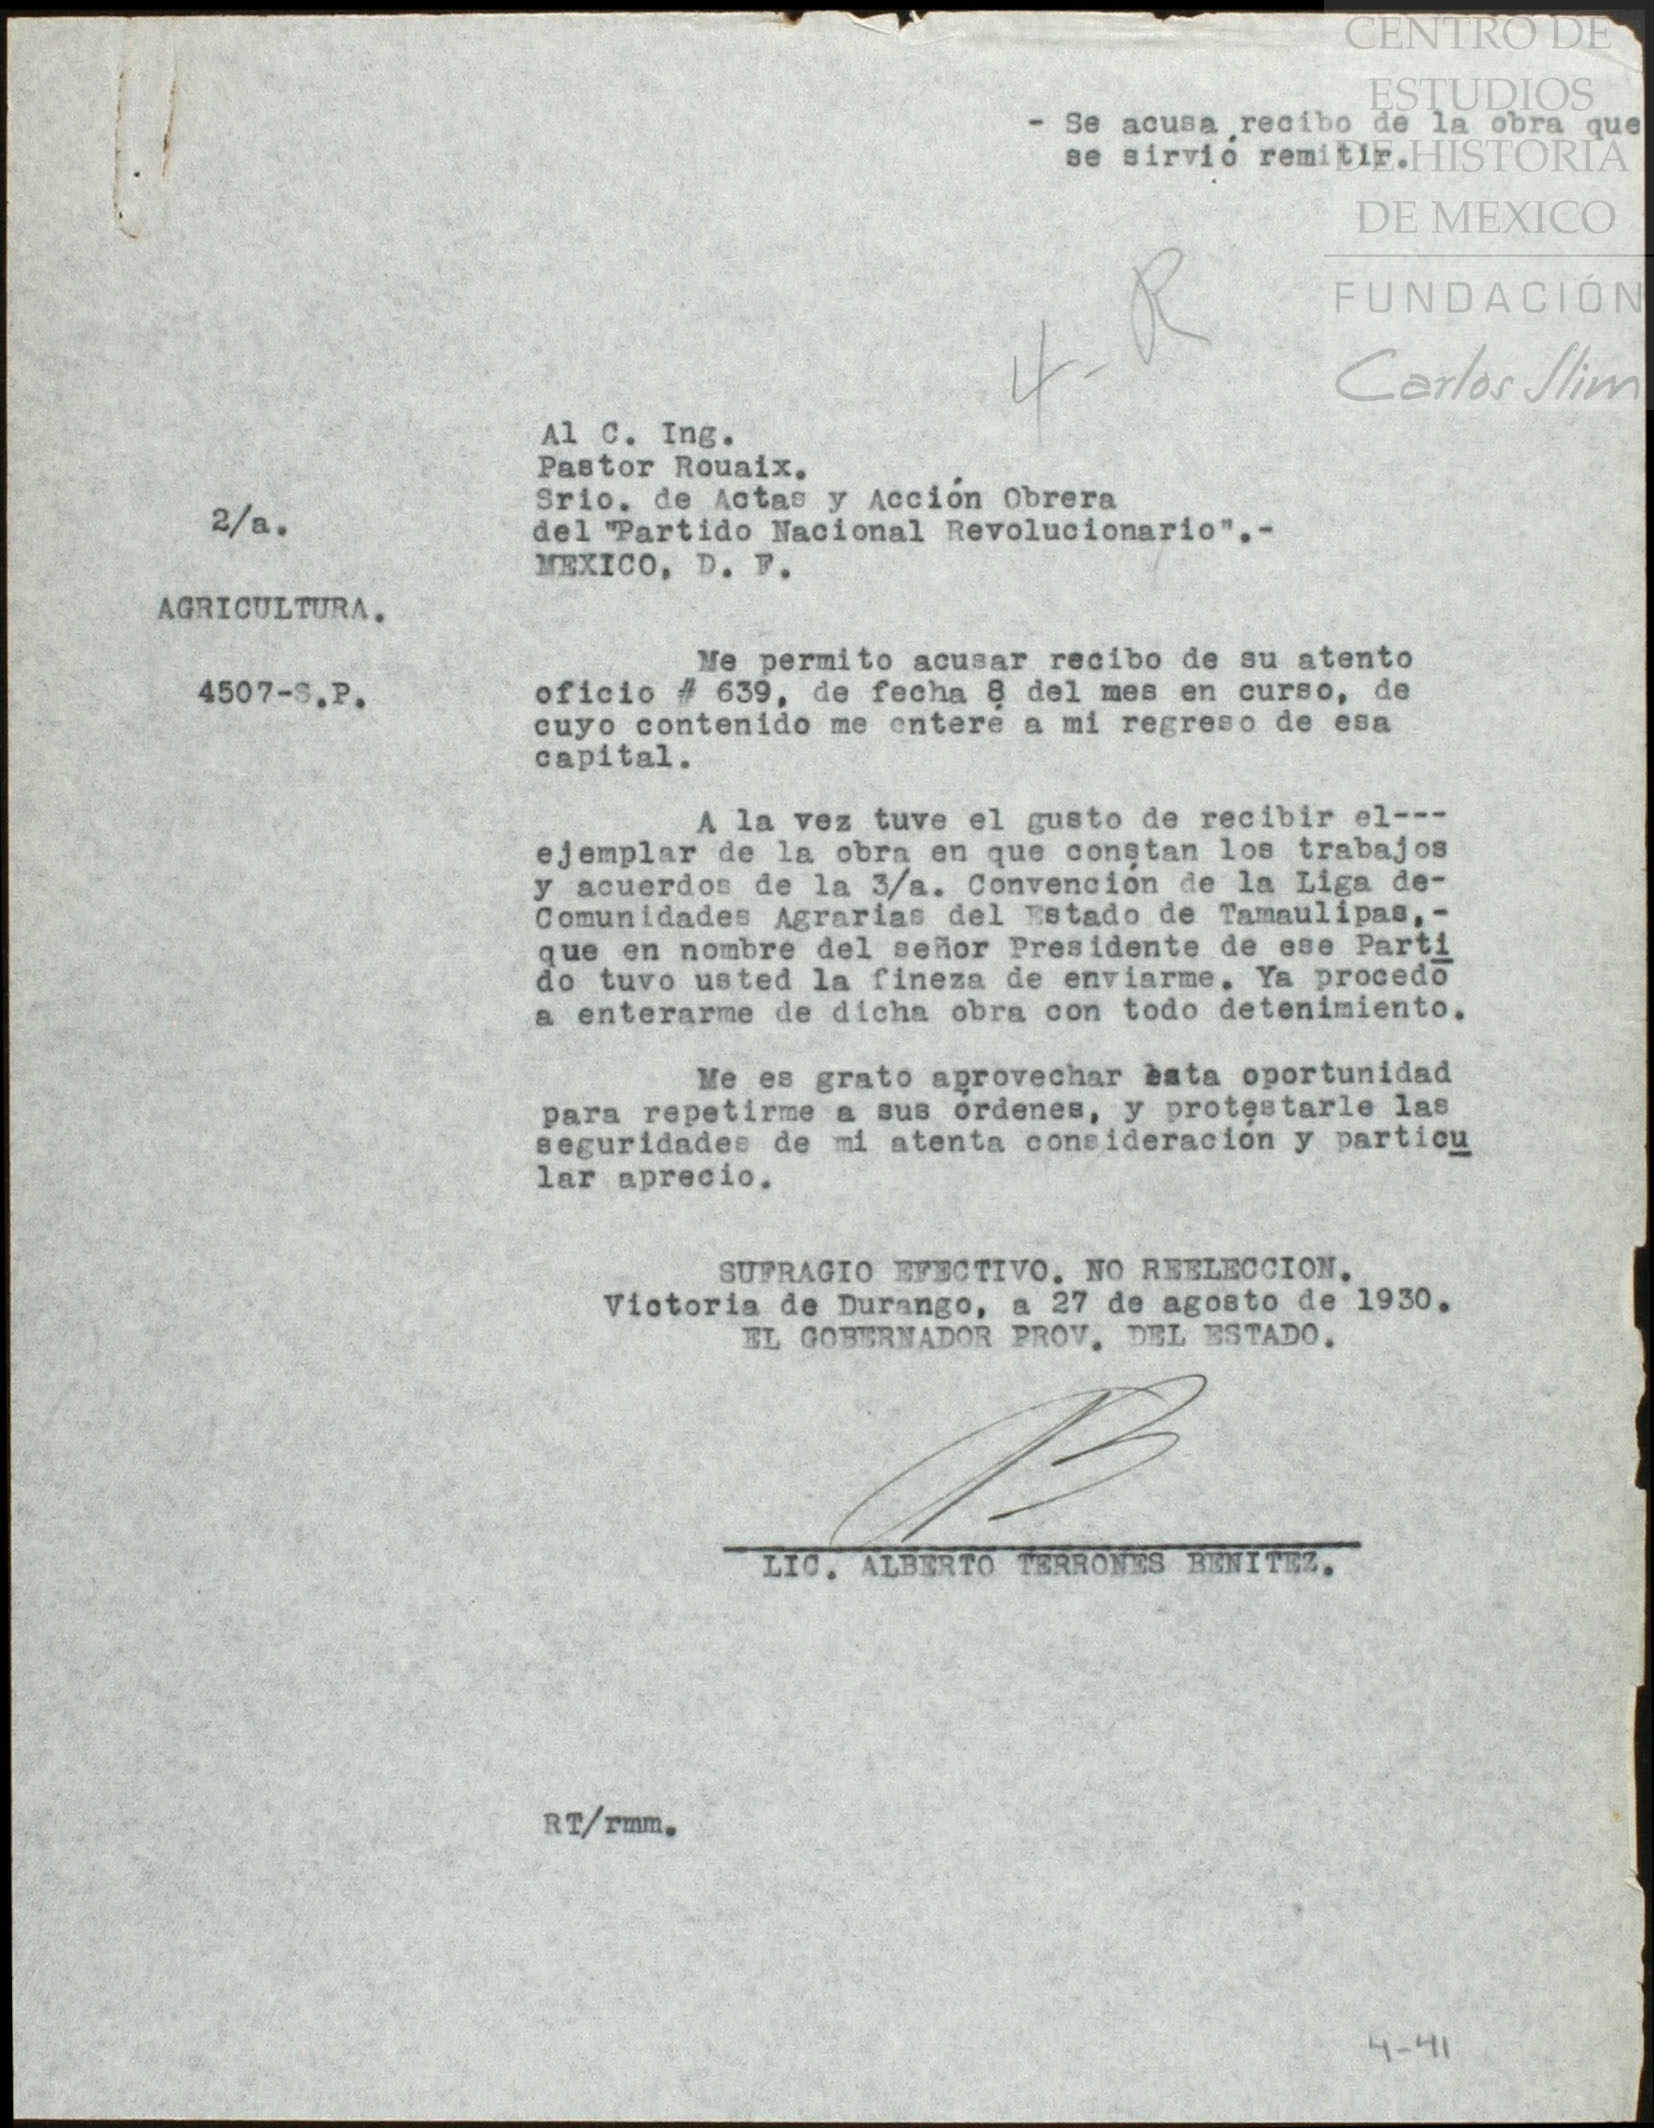 CENTRO DE
ESTUDIOS
DE HISTORIA
DE MEXICO
FUNDACIÓN
Carlos Slim
- Se acusa recibo de la obra que
se sirvió remitir.
4-R
Al C. Ing.
Pastor Rouaix.
Srio. de Actas y Acción Obrera
del "Partido Nacional Revolucionario".-
MEXICO, D. F.
2/a.
AGRICULTURA.
4507-S.P.
Me permito acusar recibo de su atento
oficio # 639, de fecha 8 del mes en curso, de
cuyo contenido me enteré a mi regreso de esa
capital.
A la vez tuve el gusto de recibir el---
ejemplar de la obra en que constan los trabajos
y acuerdos de la 3/a. Convención de la Liga de-
Comunidades Agrarias del Estado de Tamaulipas,-
que en nombre del señor Presidente de ese Parti
do tuvo usted la fineza de enviarme. Ya procedo
a enterarme de dicha obra con todo detenimiento.
Me es grato aprovechar esta oportunidad
para repetirme a sus órdenes, y protestarle las
seguridades de mi atenta consideración y particu
lar aprecio.
SUFRAGIO EFECTIVO. NO REELECCION.
Victoria de Durango, a 27 de agosto de 1930.
EL GOBERNADOR PROV. DEL ESTADO.
LIC. ALBERTO TERRONES BENITEZ.
RT/rmm.
4-41